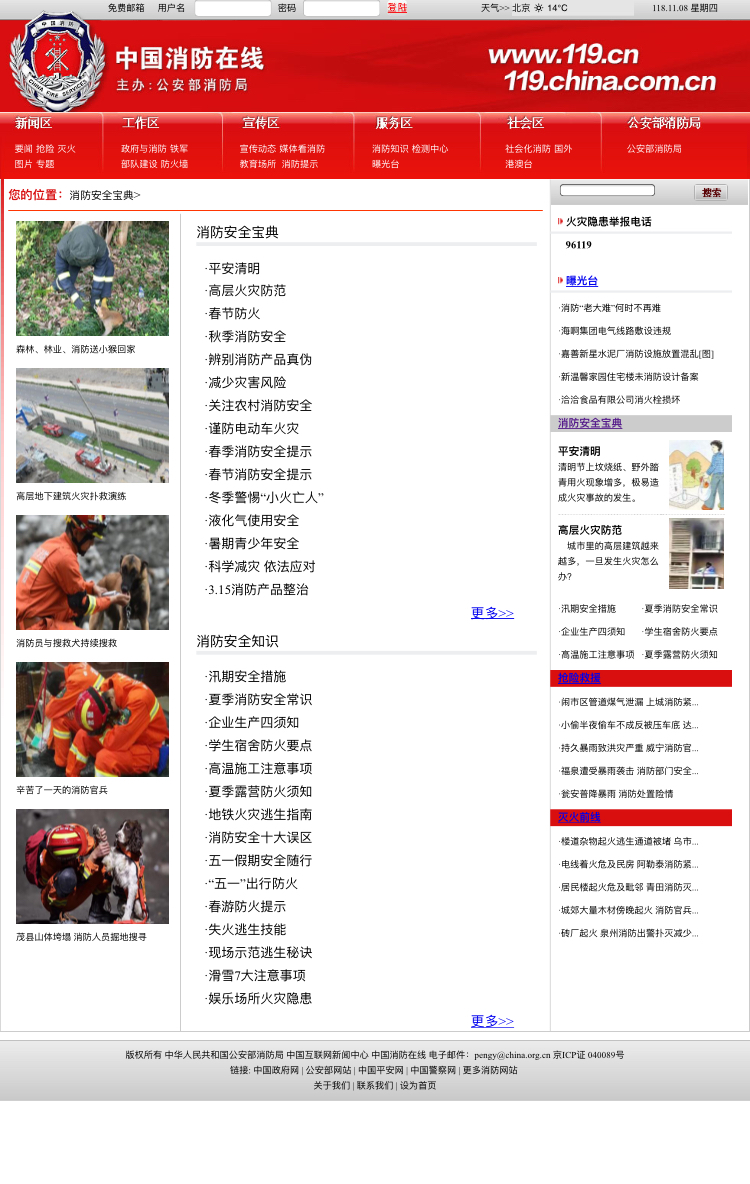 免费邮箱 用户名 密码 登陆 天气>> 北京 14°C 118.11.08 星期四
中国消防在线
主办:公安部消防局
www.119.cn
119.china.com.cn
CHINA FIRE SERVICES
新闻区 工作区 宣传区 服务区 社会区 公安部消防局
要闻 抢险 灭火 政府与消防 铁军 宣传动态 媒体看消防 消防知识 检测中心 社会化消防 国外 公安部消防局
图片 专题 部队建设 防火墙 教育场所 消防提示 曝光台 港澳台
您的位置: 消防安全宝典>
搜索
森林、林业、消防送小猴回家
高层地下建筑火灾扑救演练
消防员与搜救犬持续搜救
辛苦了一天的消防官兵
茂县山体垮塌 消防人员掘地搜寻
消防安全宝典
·平安清明
·高层火灾防范
·春节防火
·秋季消防安全
·辨别消防产品真伪
·减少灾害风险
·关注农村消防安全
·谨防电动车火灾
·春季消防安全提示
·春节消防安全提示
·冬季警惕“小火亡人”
·液化气使用安全
·暑期青少年安全
·科学减灾 依法应对
·3.15消防产品整治
更多>>
消防安全知识
·汛期安全措施
·夏季消防安全常识
·企业生产四须知
·学生宿舍防火要点
·高温施工注意事项
·夏季露营防火须知
·地铁火灾逃生指南
·消防安全十大误区
·五一假期安全随行
·“五一”出行防火
·春游防火提示
·失火逃生技能
·现场示范逃生秘诀
·滑雪7大注意事项
·娱乐场所火灾隐患
更多>>
火灾隐患举报电话
96119
曝光台
·消防“老大难”何时不再难
·海啊集团电气线路敷设违规
·嘉善新星水泥厂消防设施放置混乱[图]
·新温馨家园住宅楼未消防设计备案
·洽洽食品有限公司消火栓损坏
消防安全宝典
平安清明
清明节上坟烧纸、野外踏
青用火现象增多，极易造
成火灾事故的发生。
高层火灾防范
城市里的高层建筑越来
越多，一旦发生火灾怎么
办?
·汛期安全措施 ·夏季消防安全常识
·企业生产四须知 ·学生宿舍防火要点
·高温施工注意事项 ·夏季露营防火须知
抢险救援
·闹市区管道煤气泄漏 上城消防紧...
·小偷半夜偷车不成反被压车底 达...
·持久暴雨致洪灾严重 威宁消防官...
·福泉遭受暴雨袭击 消防部门安全...
·瓮安普降暴雨 消防处置险情
灭火前线
·楼道杂物起火逃生通道被堵 乌市...
·电线着火危及民房 阿勒泰消防紧...
·居民楼起火危及毗邻 青田消防灭...
·城郊大量木材傍晚起火 消防官兵...
·砖厂起火 泉州消防出警扑灭减少...
版权所有 中华人民共和国公安部消防局 中国互联网新闻中心 中国消防在线 电子邮件：pengy@china.org.cn 京ICP证 040089号
链接: 中国政府网 | 公安部网站 | 中国平安网 | 中国警察网 | 更多消防网站
关于我们 | 联系我们 | 设为首页